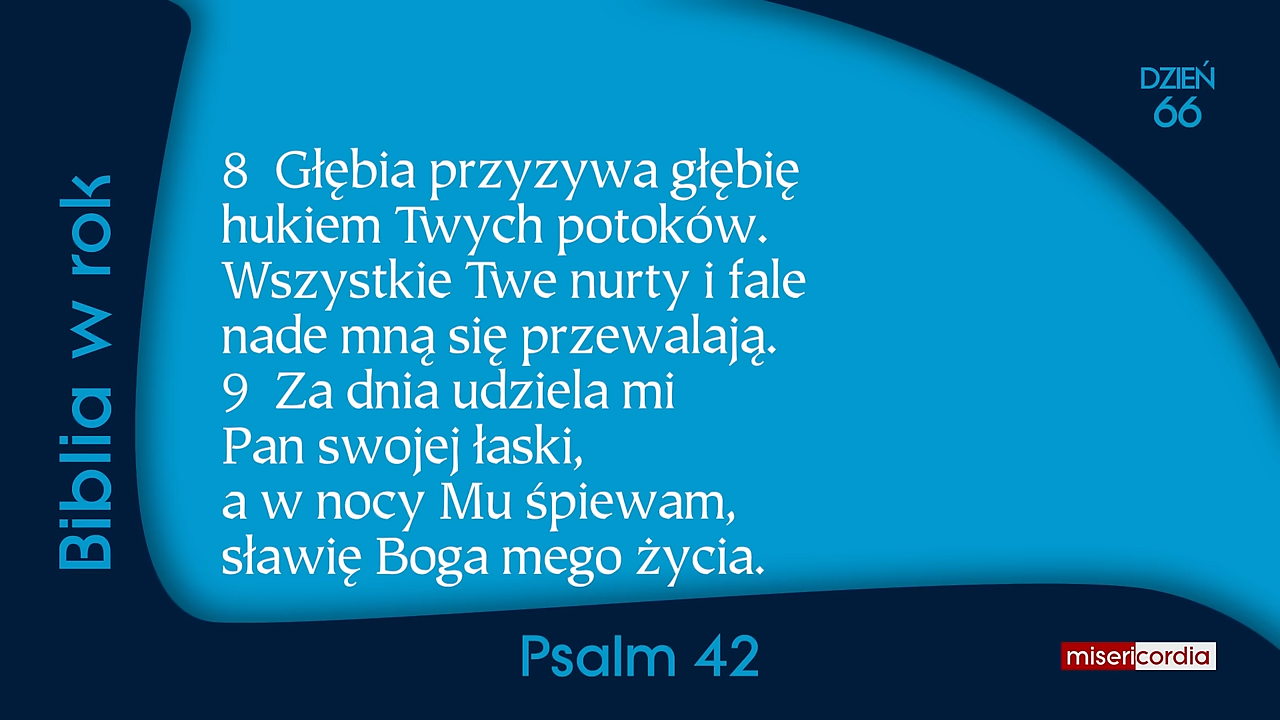 DZIEŃ
66
Biblia w rok
8 Głębia przyzywa głębię
hukiem Twych potoków.
Wszystkie Twe nurty i fale
nade mną się przewalają.
9 Za dnia udziela mi
Pan swojej łaski,
a w nocy Mu śpiewam,
sławię Boga mego życia.
Psalm 42
misericordia